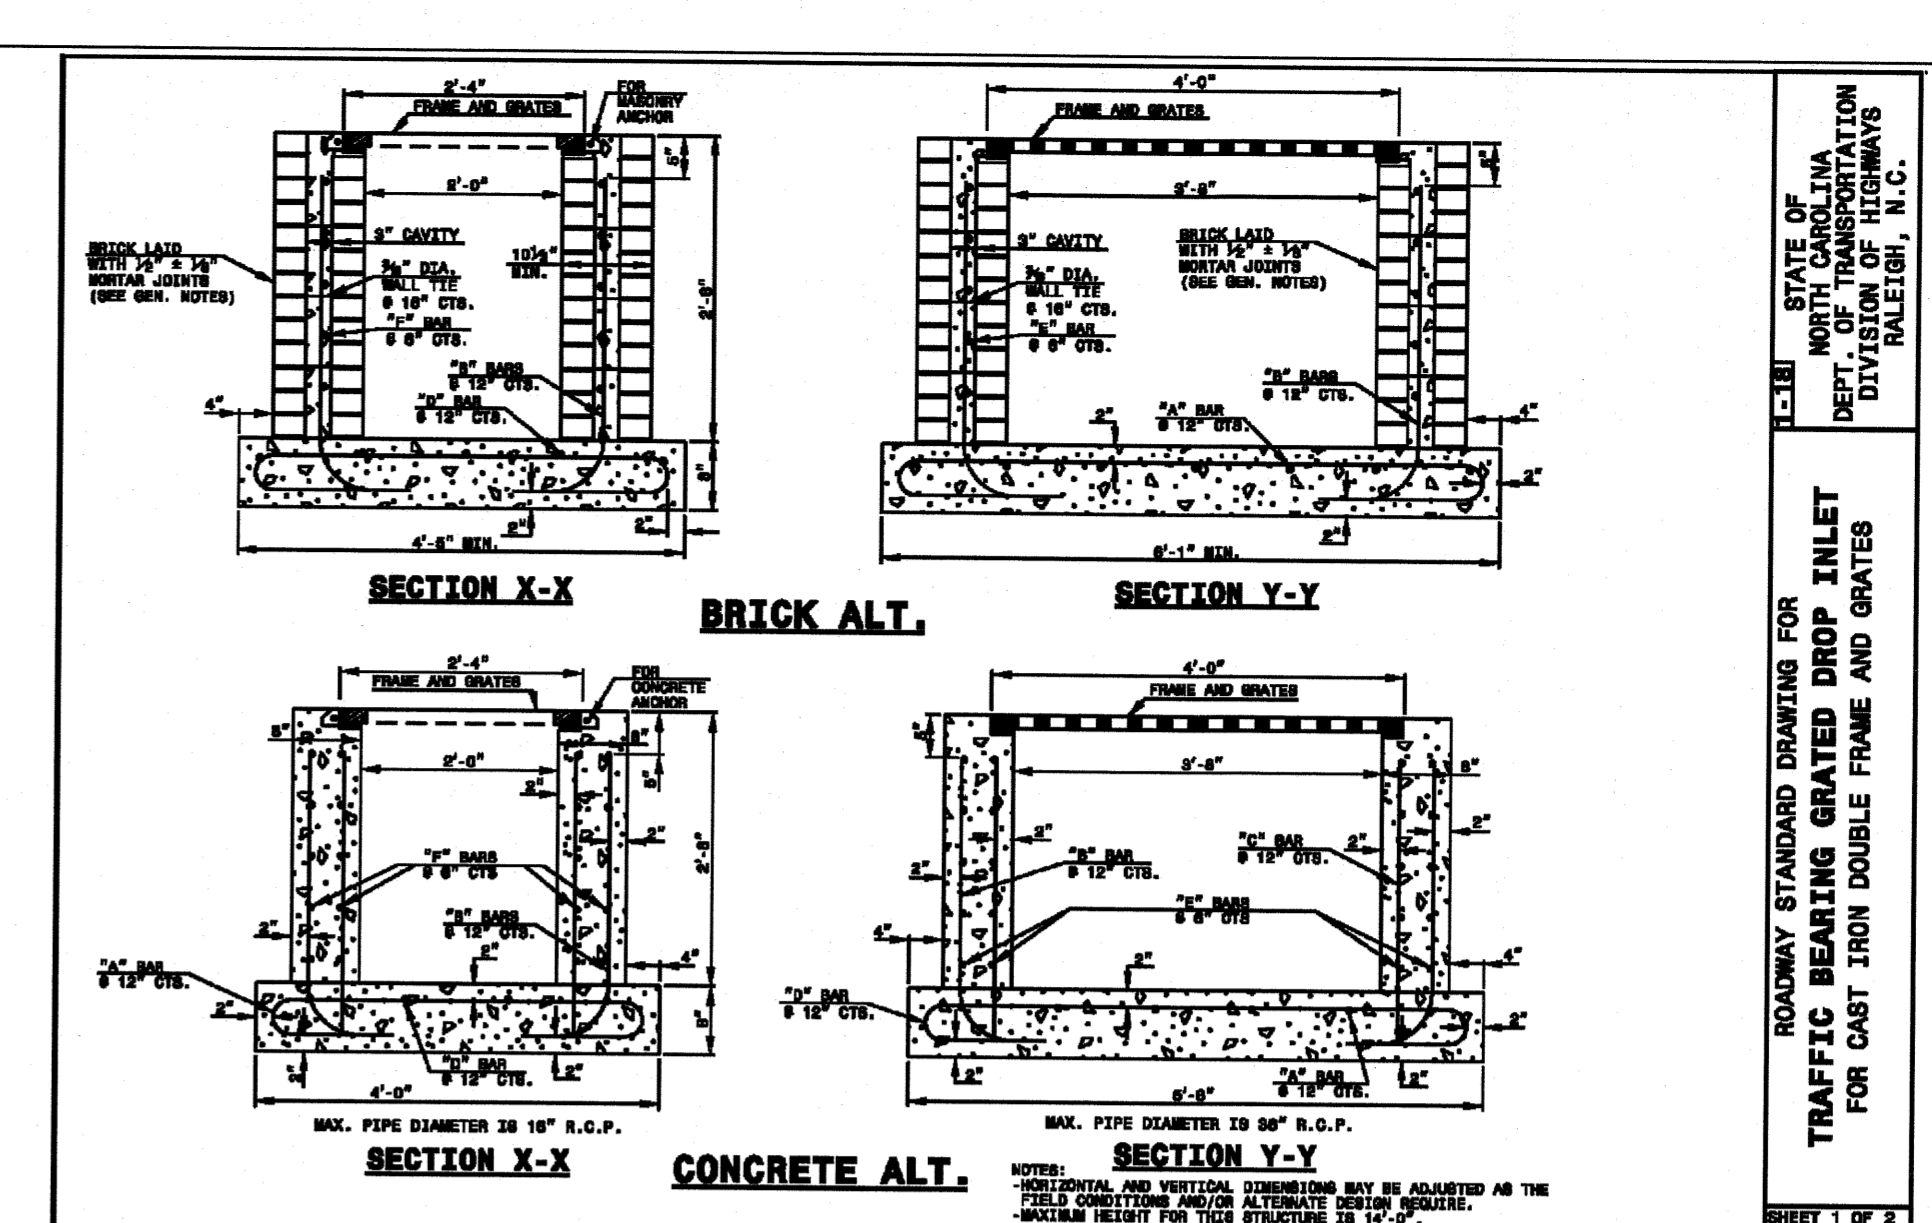 2'-4"
FRAME AND GRATES
FOR
MASONRY
ANCHOR
5"
2'-0"
BRICK LAID
WITH ½" ± ⅛"
MORTAR JOINTS
(SEE GEN. NOTES)
3" CAVITY
10½"
MIN.
DIA.
WALL TIE
@ 16" CTS.
"F" BAR
@ 6" CTS.
"B" BARS
@ 12" CTS.
"D" BAR
@ 12" CTS.
4"
8"
2"
2"
4'-5" MIN.
SECTION X-X
4'-0"
FRAME AND GRATES
5"
3'-8"
3" CAVITY
DIA.
WALL TIE
@ 16" CTS.
"E" BAR
@ 6" CTS.
BRICK LAID
WITH ½" ± ⅛"
MORTAR JOINTS
(SEE GEN. NOTES)
"B" BARS
@ 12" CTS.
2"
"A" BAR
@ 12" CTS.
4"
2"
2"
6'-1" MIN.
SECTION Y-Y
BRICK ALT.
2'-4"
FRAME AND GRATES
FOR
CONCRETE
ANCHOR
2'-0"
5"
2"
2"
"F" BARS
@ 6" CTS
"B" BARS
@ 12" CTS.
2"
2"
4"
"A" BAR
@ 12" CTS.
2"
8"
2"
"D" BAR
@ 12" CTS.
2"
4'-0"
MAX. PIPE DIAMETER IS 18" R.C.P.
SECTION X-X
4'-0"
FRAME AND GRATES
5"
3'-8"
8"
2"
"B" BAR
@ 12" CTS.
"C" BAR
@ 12" CTS.
2"
2"
2"
"E" BARS
@ 6" CTS
4"
2"
4"
"D" BAR
@ 12" CTS.
2"
2"
"A" BAR
@ 12" CTS.
2"
5'-8"
MAX. PIPE DIAMETER IS 36" R.C.P.
SECTION Y-Y
CONCRETE ALT.
NOTES:
-HORIZONTAL AND VERTICAL DIMENSIONS MAY BE ADJUSTED AS THE
FIELD CONDITIONS AND/OR ALTERNATE DESIGN REQUIRE.
-MAXIMUM HEIGHT FOR THIS STRUCTURE IS 14'-0".
1-18
STATE OF
NORTH CAROLINA
DEPT. OF TRANSPORTATION
DIVISION OF HIGHWAYS
RALEIGH, N.C.
ROADWAY STANDARD DRAWING FOR
TRAFFIC BEARING GRATED DROP INLET
FOR CAST IRON DOUBLE FRAME AND GRATES
SHEET 1 OF 2